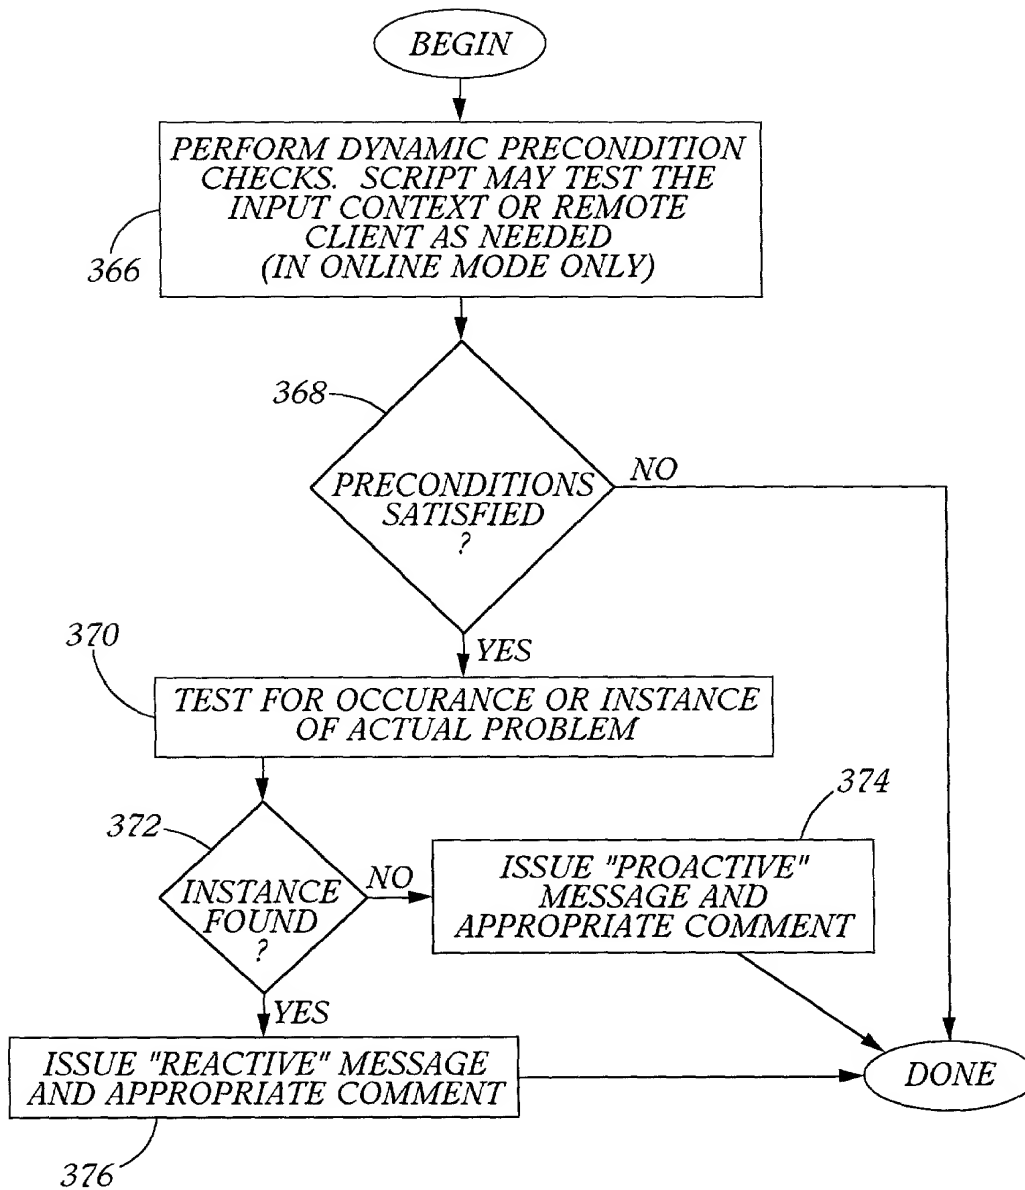 BEGIN
PERFORM DYNAMIC PRECONDITION
CHECKS. SCRIPT MAY TEST THE
INPUT CONTEXT OR REMOTE
CLIENT AS NEEDED
(IN ONLINE MODE ONLY)
366
368
PRECONDITIONS
SATISFIED
?
NO
YES
370
TEST FOR OCCURANCE OR INSTANCE
OF ACTUAL PROBLEM
372
INSTANCE
FOUND
?
NO
374
ISSUE "PROACTIVE"
MESSAGE AND
APPROPRIATE COMMENT
YES
ISSUE "REACTIVE" MESSAGE
AND APPROPRIATE COMMENT
376
DONE